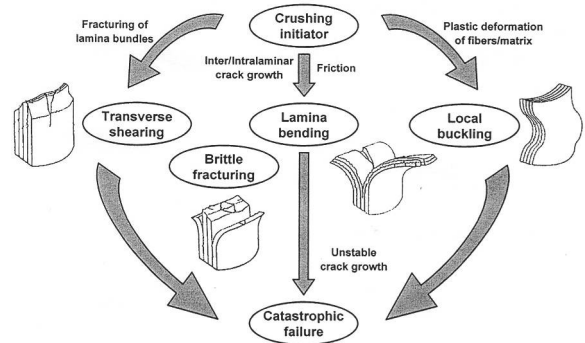 Fracturing of
lamina bundles
Crushing
initiator
Plastic deformation
of fibers/matrix
Inter/Intralaminar
crack growth
Friction
Transverse
shearing
Lamina
bending
Local
buckling
Brittle
fracturing
Unstable
crack growth
Catastrophic
failure